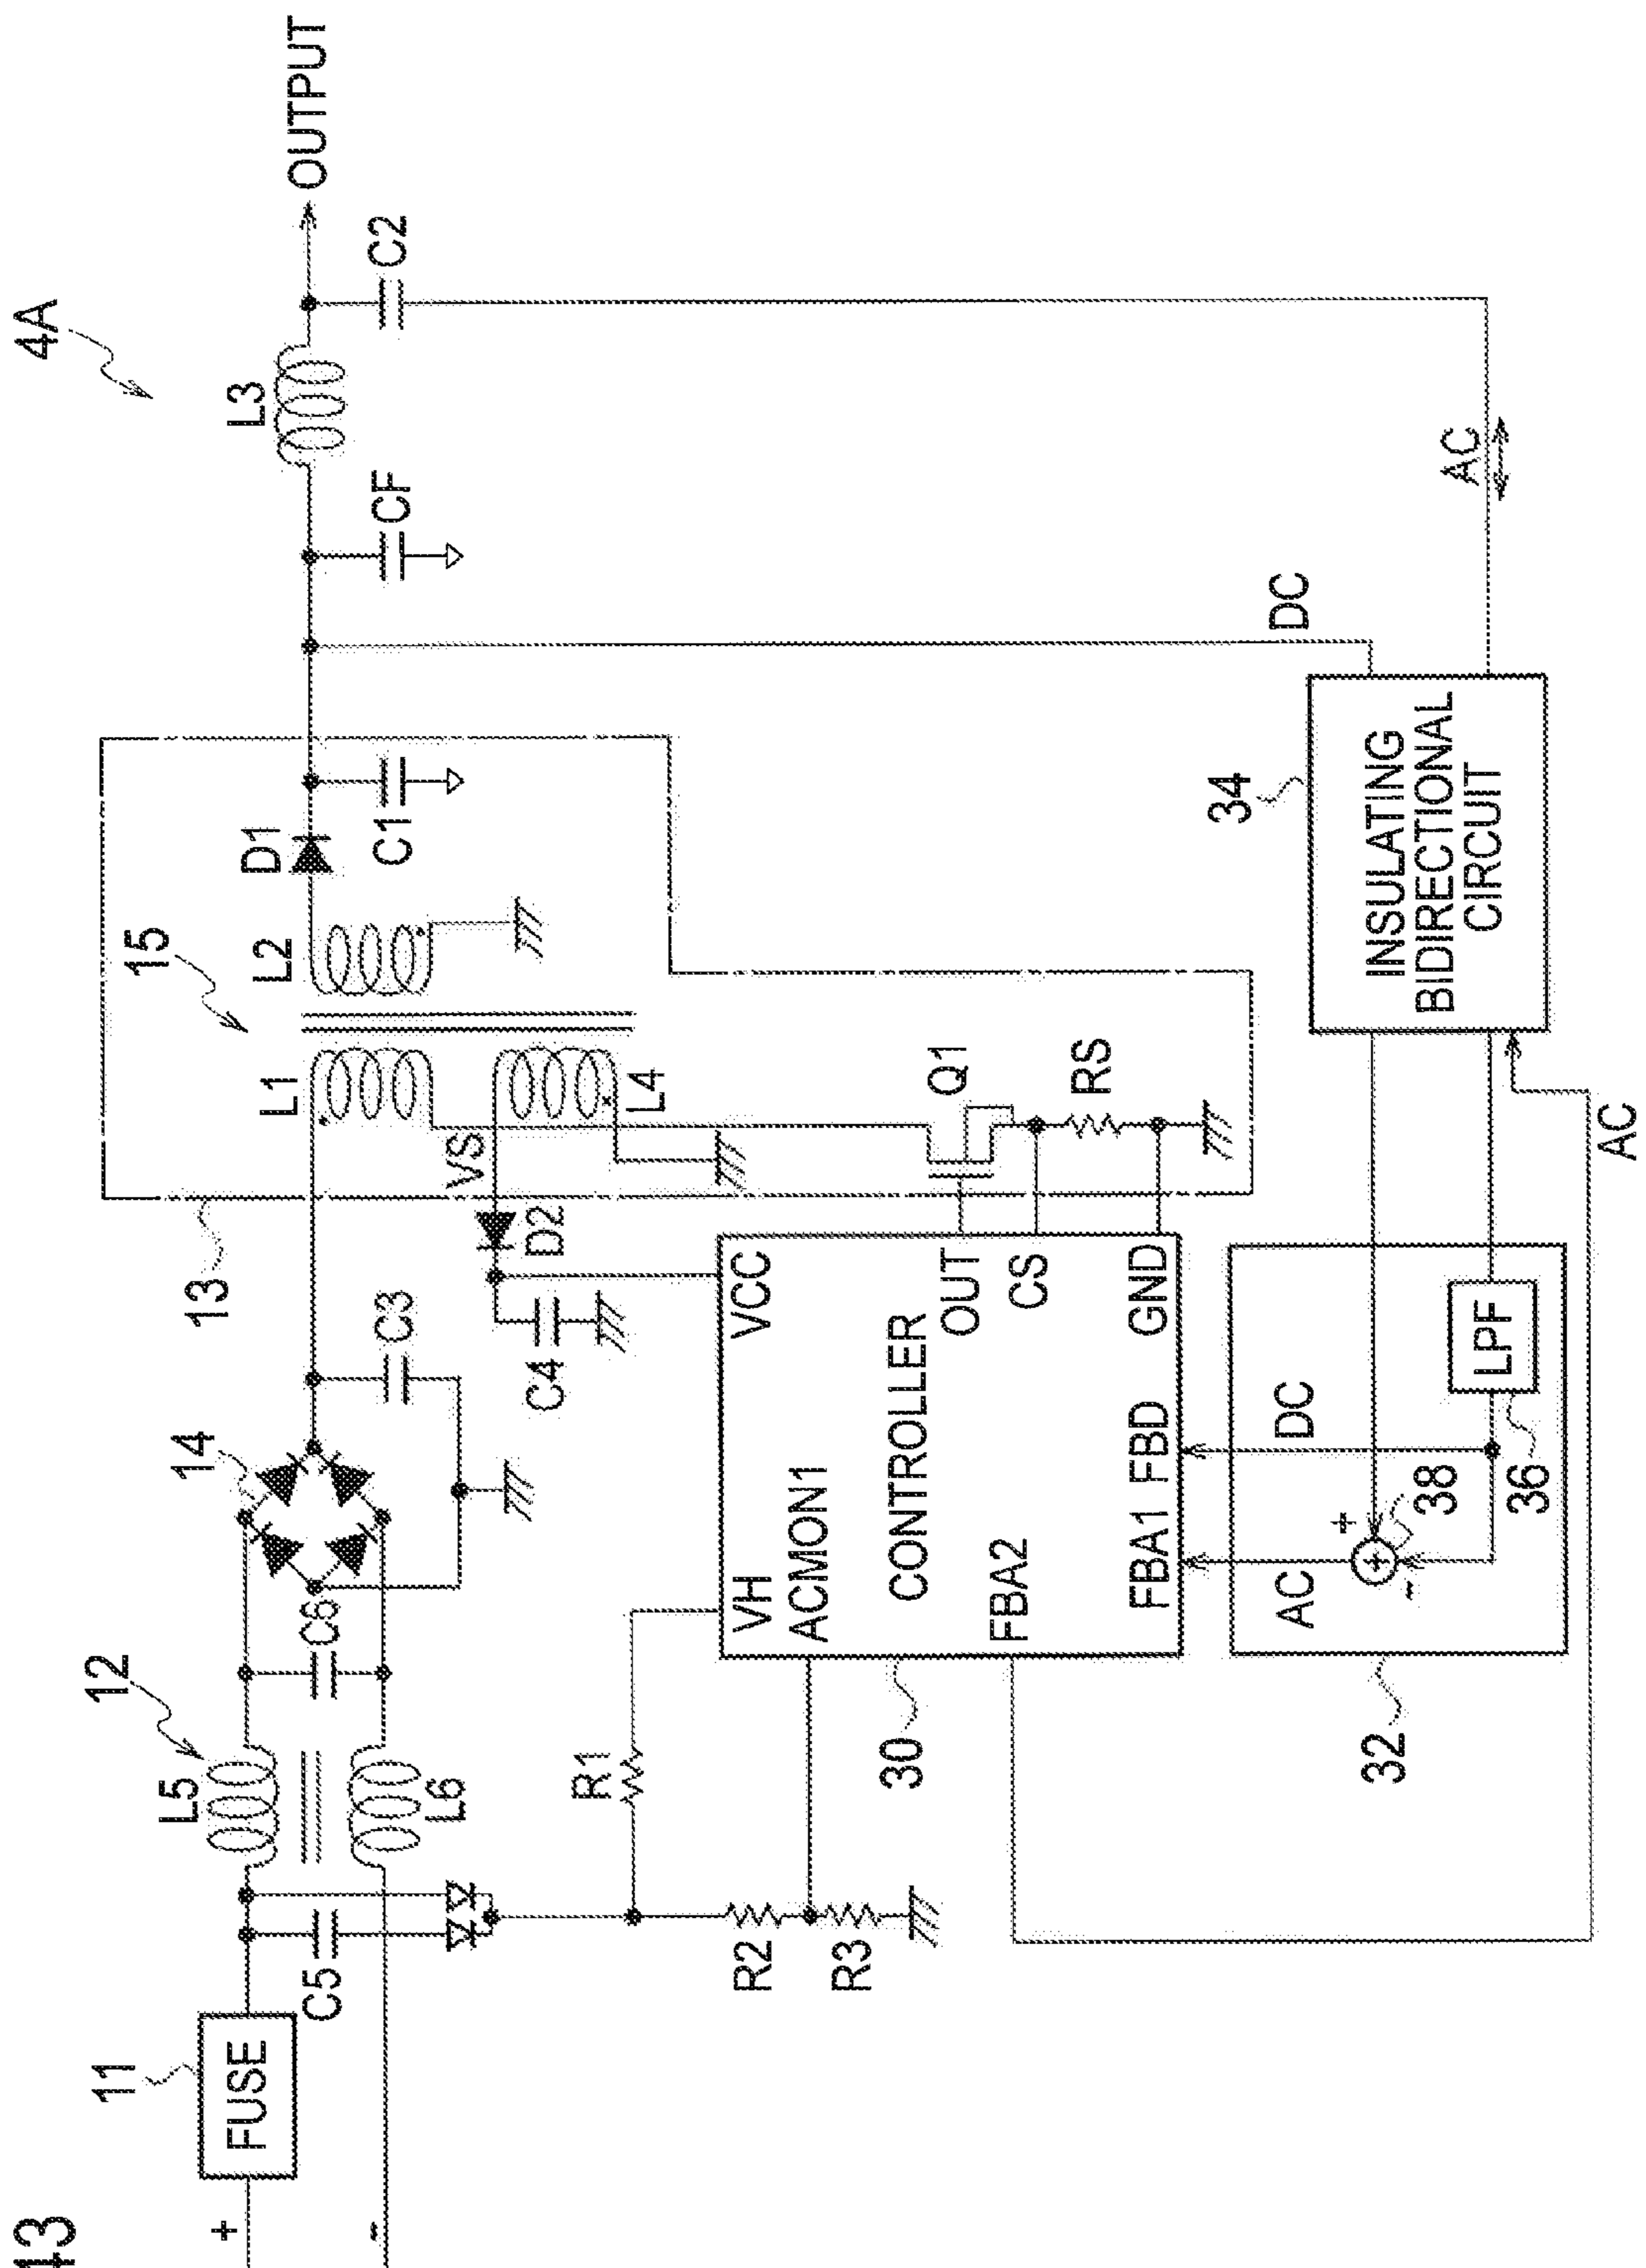 43
4A
+
-
11
FUSE
C5
12
L5
L6
C6
14
C3
13
15
L1
L2
D1
C1
CF
L3
C2
OUTPUT
VS
L4
D2
C4
R1
R2
R3
Q1
RS
VH
VCC
ACMON1
CONTROLLER
OUT
CS
FBA2
FBA1 FBD GND
30
32
AC
DC
+
-
+
38
36
LPF
34
INSULATING
BIDIRECTIONAL
CIRCUIT
DC
AC
AC